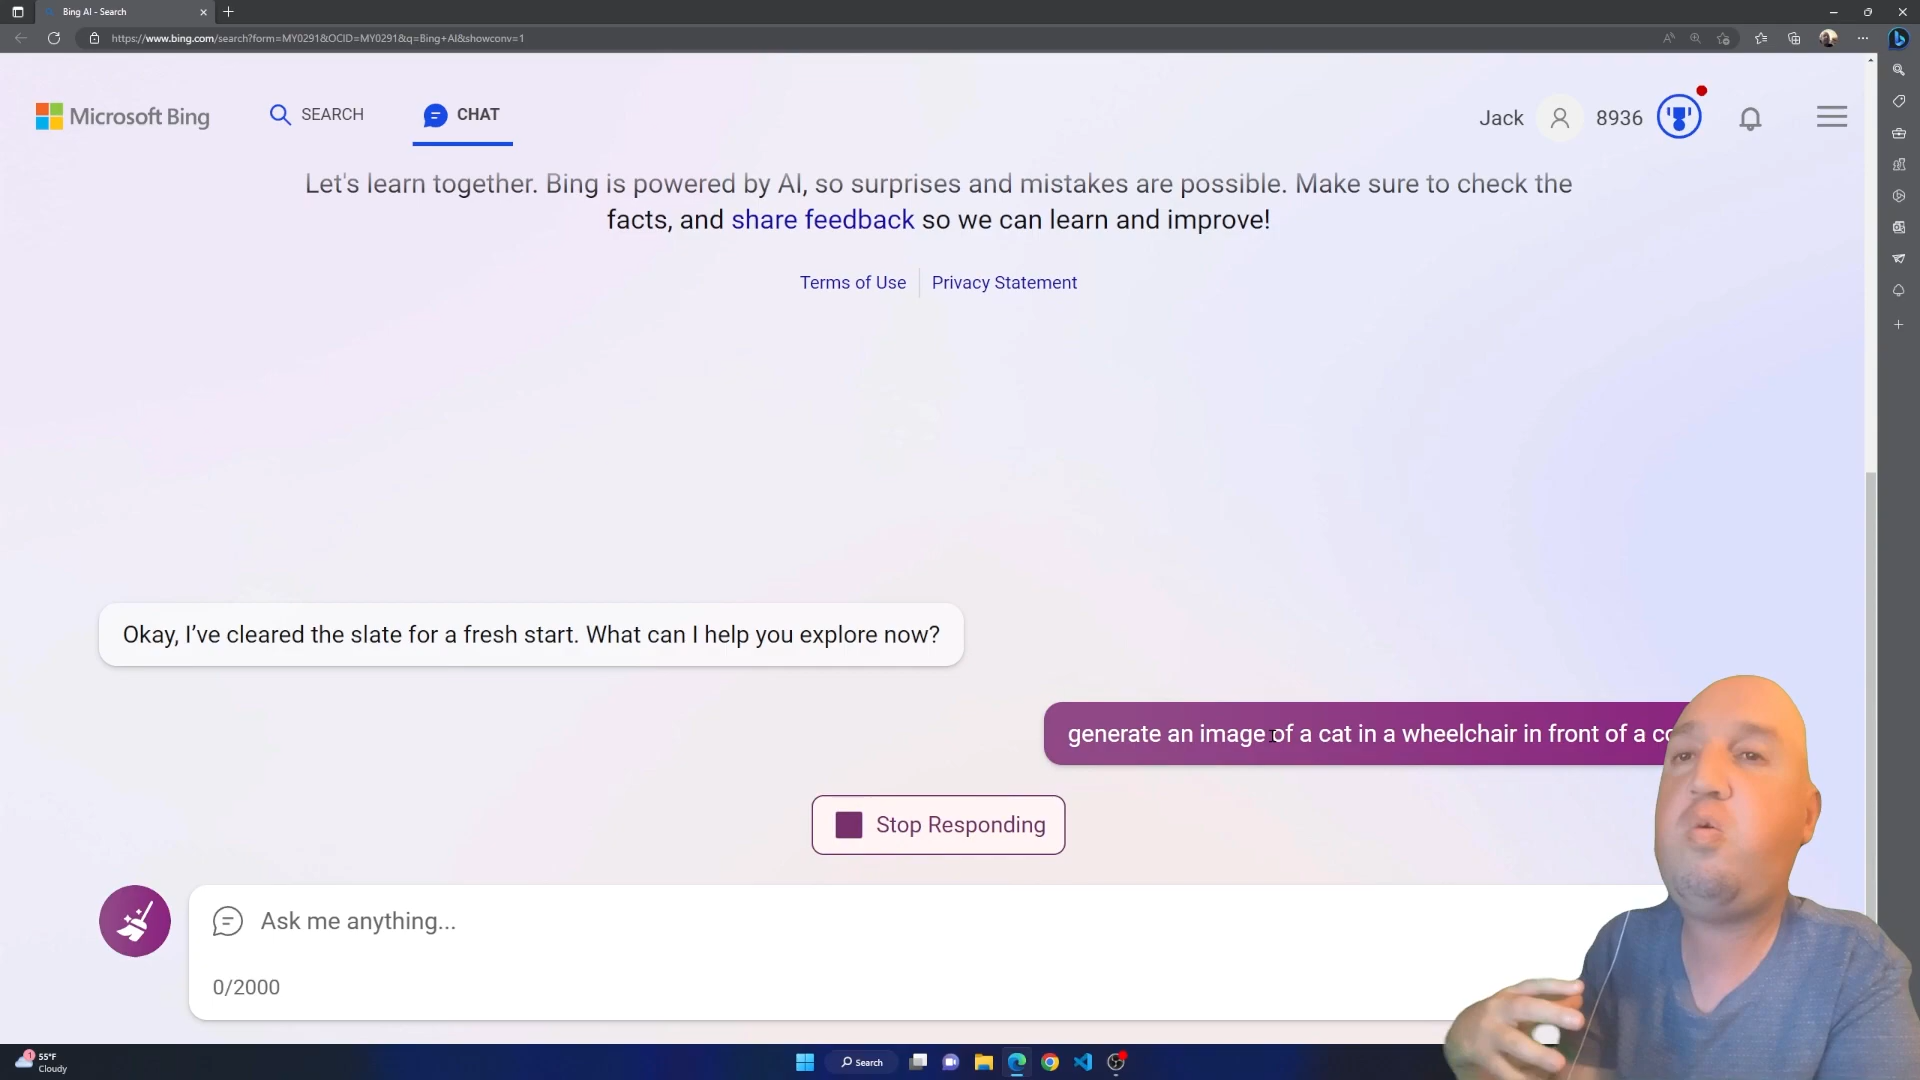 Bing AI - Search
https://www.bing.com/search?form=MY0291&OCID=MY0291&q=Bing+AI&showconv=1
Microsoft Bing
SEARCH
CHAT
Jack
8936
Let's learn together. Bing is powered by AI, so surprises and mistakes are possible. Make sure to check the
facts, and share feedback so we can learn and improve!
Terms of Use
Privacy Statement
Okay, I've cleared the slate for a fresh start. What can I help you explore now?
generate an image of a cat in a wheelchair in front of a
Stop Responding
Ask me anything...
0/2000
1
55°F
Cloudy
Search